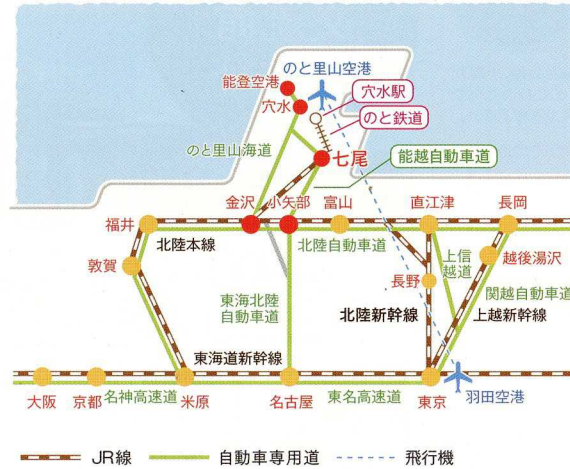 のと里山空港
能登空港
穴水駅
穴水
のと鉄道
のと里山海道
七尾
能越自動車道
金沢
小矢部
富山
直江津
長岡
福井
北陸本線
北陸自動車道
上信
越道
越後湯沢
敦賀
長野
関越自動車道
東海北陸
自動車道
北陸新幹線
上越新幹線
東海道新幹線
大阪
京都
名神高速道
米原
名古屋
東名高速道
東京
羽田空港
JR線
自動車専用道
飛行機